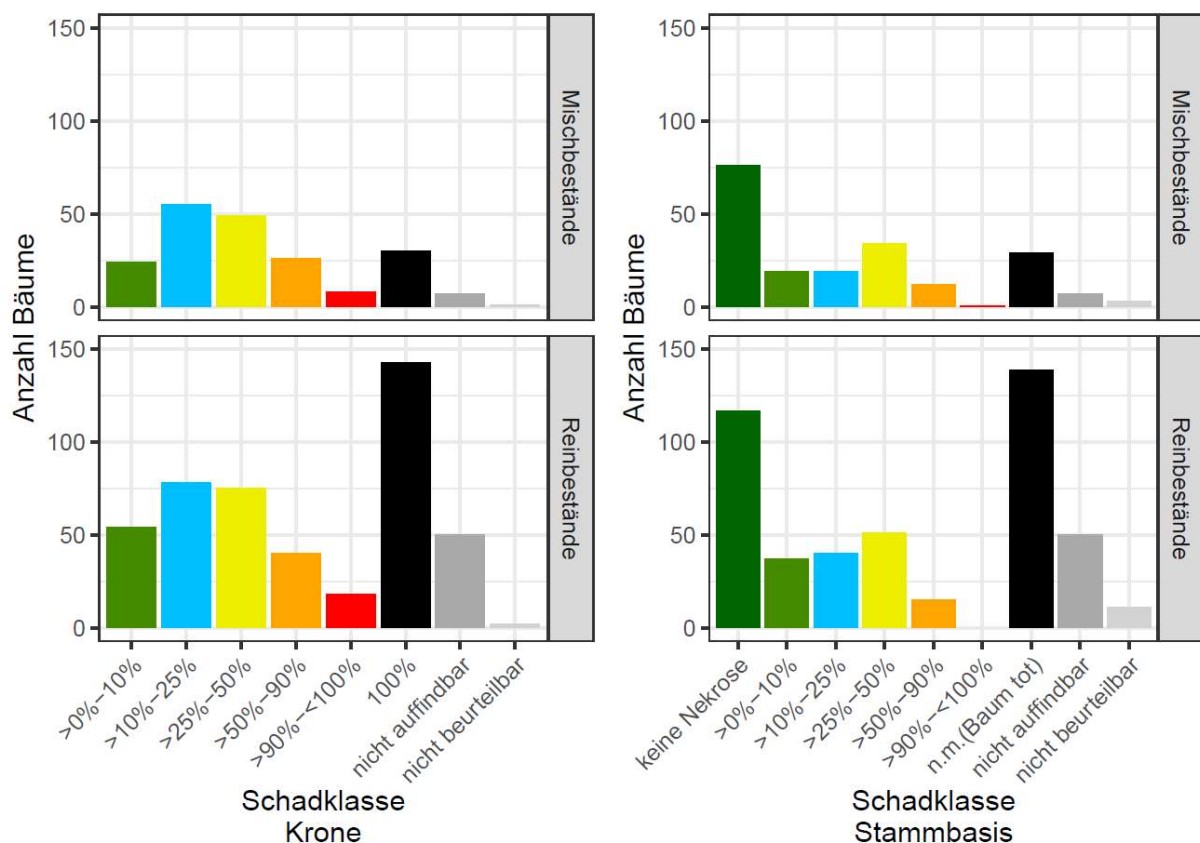 150
100
50
0
Mischbestände
150
100
50
0
Reinbestände
Anzahl Bäume
>0%−10%
>10%−25%
>25%−50%
>50%−90%
>90%−<100%
100%
nicht auffindbar
nicht beurteilbar
Schadklasse
Krone
150
100
50
0
Mischbestände
150
100
50
0
Reinbestände
Anzahl Bäume
keine Nekrose
>0%−10%
>10%−25%
>25%−50%
>50%−90%
>90%−<100%
n.m.(Baum tot)
nicht auffindbar
nicht beurteilbar
Schadklasse
Stammbasis